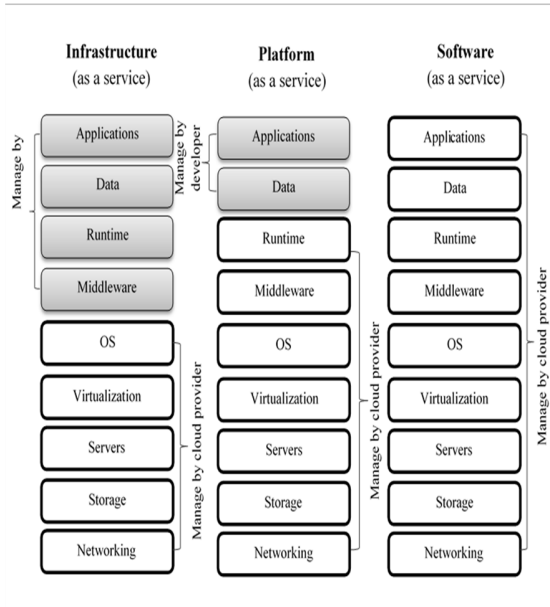 Infrastructure
(as a service)
Manage by
Applications
Data
Runtime
Middleware
OS
Virtualization
Servers
Storage
Networking
Manage by cloud provider
Platform
(as a service)
Manage by
developer
Applications
Data
Runtime
Middleware
OS
Virtualization
Servers
Storage
Networking
Manage by cloud provider
Software
(as a service)
Applications
Data
Runtime
Middleware
OS
Virtualization
Servers
Storage
Networking
Manage by cloud provider